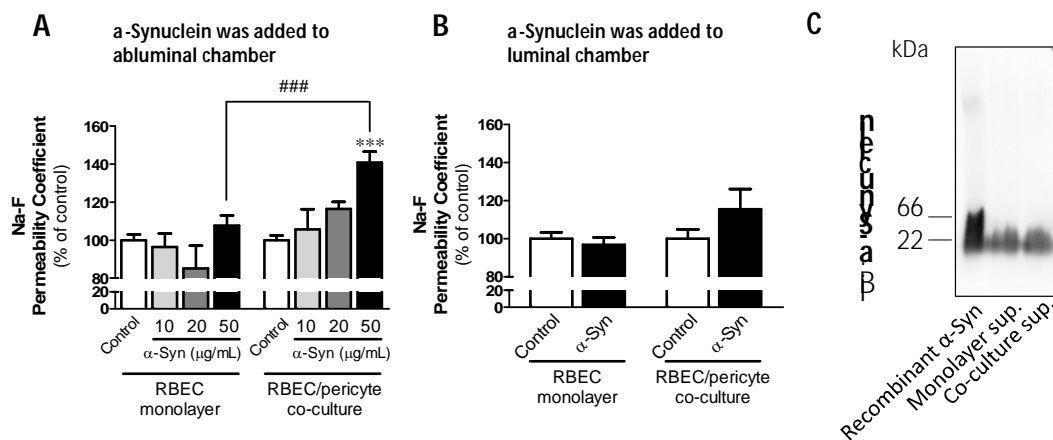 A
a-Synuclein was added to
abluminal chamber
###
***
Na-F
Permeability Coefficient
(% of control)
160
140
120
100
80
20
0
Control
10
20
50
Control
10
20
50
α-Syn (μg/mL)
α-Syn (μg/mL)
RBEC
monolayer
RBEC/pericyte
co-culture
B
a-Synuclein was added to
luminal chamber
Na-F
Permeability Coefficient
(% of control)
160
140
120
100
80
20
0
Control
α-Syn
Control
α-Syn
RBEC
monolayer
RBEC/pericyte
co-culture
C
kDa
66
22
Recombinant α-Syn
Monolayer sup.
Co-culture sup.